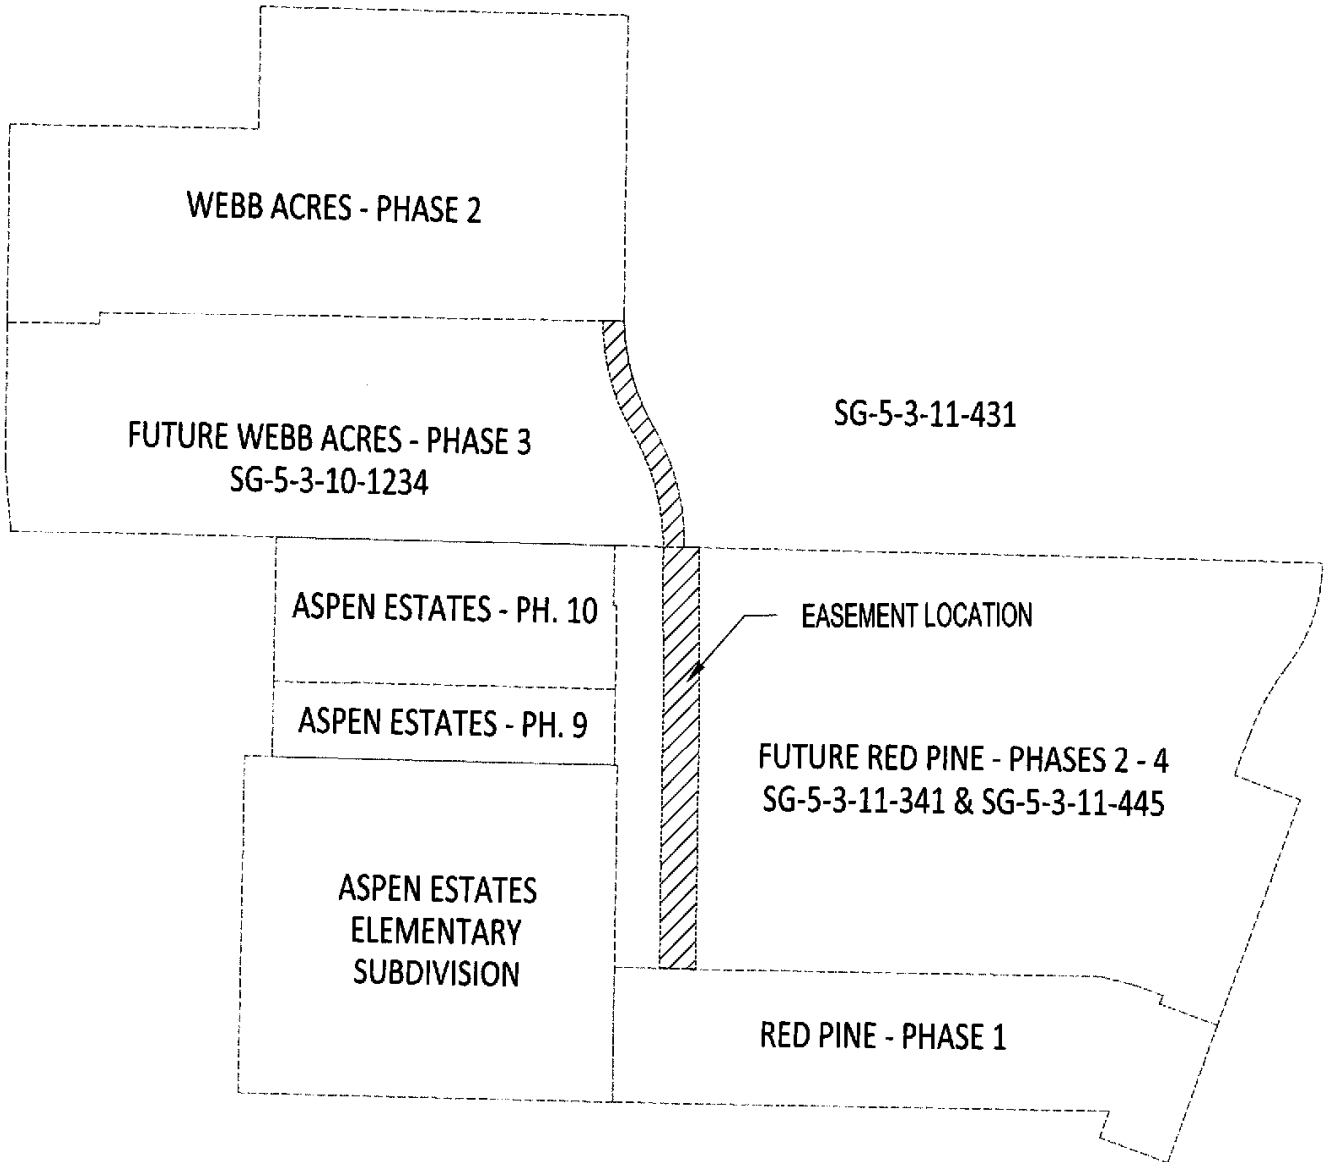 WEBB ACRES - PHASE 2
SG-5-3-11-431
FUTURE WEBB ACRES - PHASE 3
SG-5-3-10-1234
ASPEN ESTATES - PH. 10
EASEMENT LOCATION
ASPEN ESTATES - PH. 9
FUTURE RED PINE - PHASES 2 - 4
SG-5-3-11-341 & SG-5-3-11-445
ASPEN ESTATES
ELEMENTARY
SUBDIVISION
RED PINE - PHASE 1